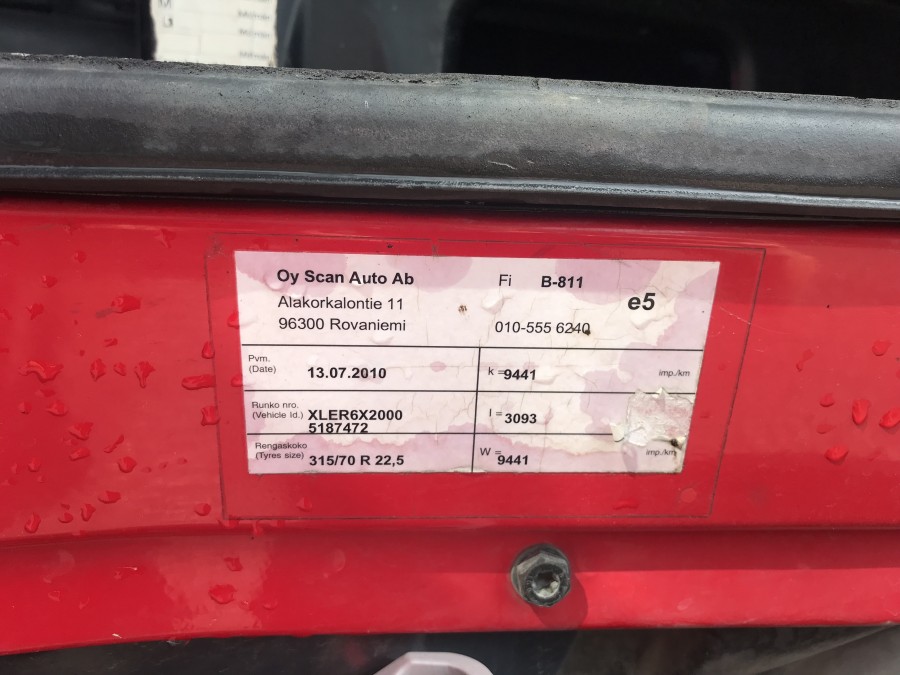 Oy Scan Auto Ab Fi B-811
Alakorkalontie 11 e5
96300 Rovaniemi 010-555 6240
Pvm.
(Date) 13.07.2010 k = 9441 imp./km
Runko nro.
(Vehicle Id.) XLER6X2000 l = 3093
5187472
Rengaskoko
(Tyres size) 315/70 R 22,5 W = 9441 imp./km